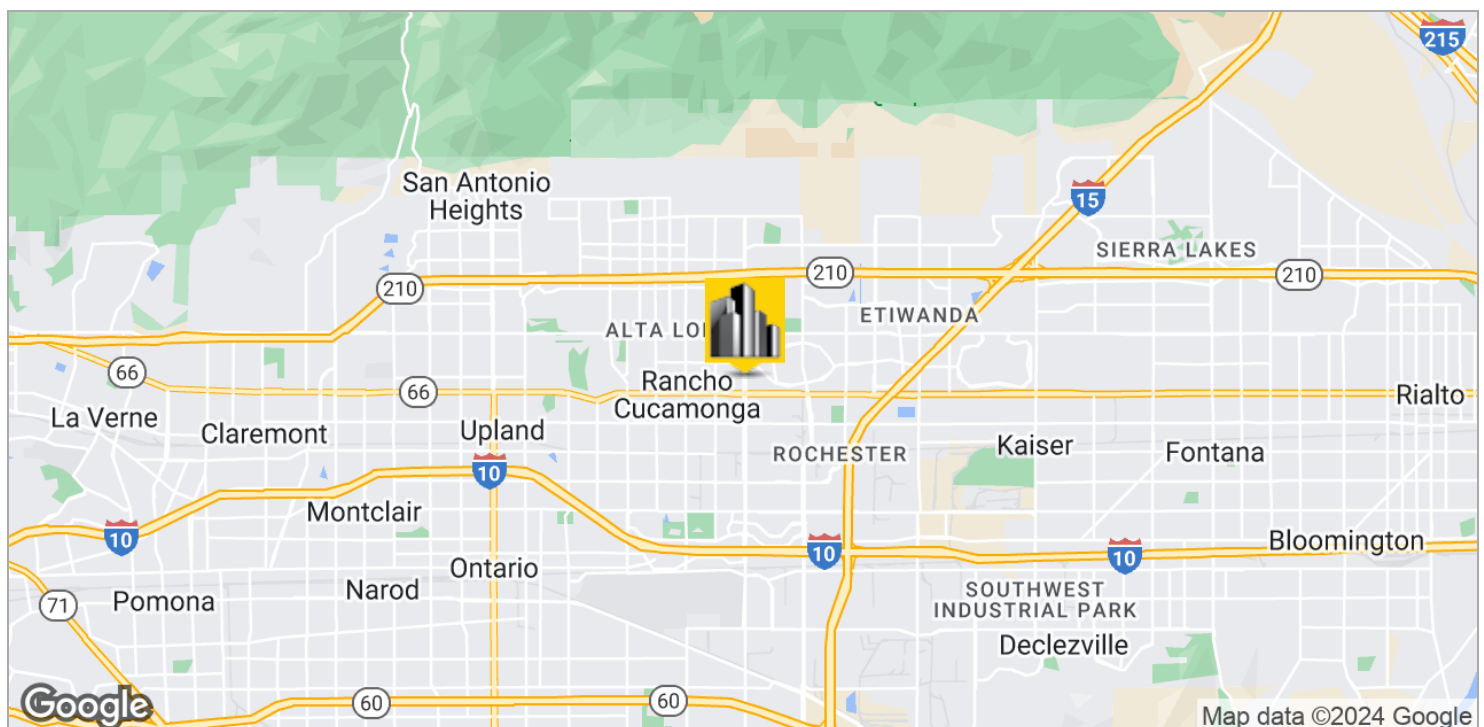 215
San Antonio
Heights
15
SIERRA LAKES
210
210
210
ETIWANDA
ALTA LO
66
66
Rancho
Cucamonga
Rialto
La Verne
Claremont
Upland
ROCHESTER
Kaiser
Fontana
10
Montclair
10
10
10
Bloomington
Ontario
Narod
71
Pomona
SOUTHWEST
INDUSTRIAL PARK
Declezville
60
60
Google
Map data ©2024 Google